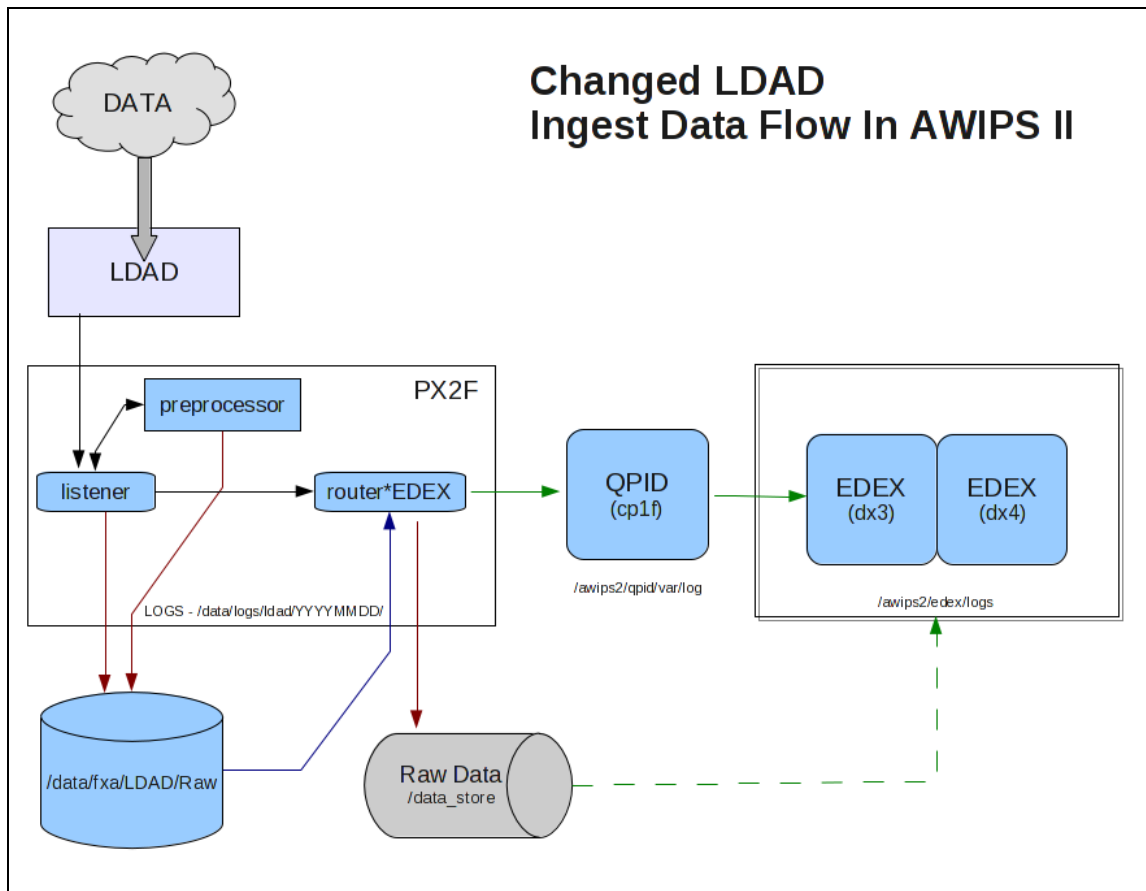 Changed LDAD
Ingest Data Flow In AWIPS II
DATA
LDAD
PX2F
preprocessor
listener
router*EDEX
LOGS - /data/logs/ldad/YYYYMMDD/
QPID
(cp1f)
/awips2/qpid/var/log
EDEX
(dx3)
EDEX
(dx4)
/awips2/edex/logs
/data/fxa/LDAD/Raw
Raw Data
/data_store